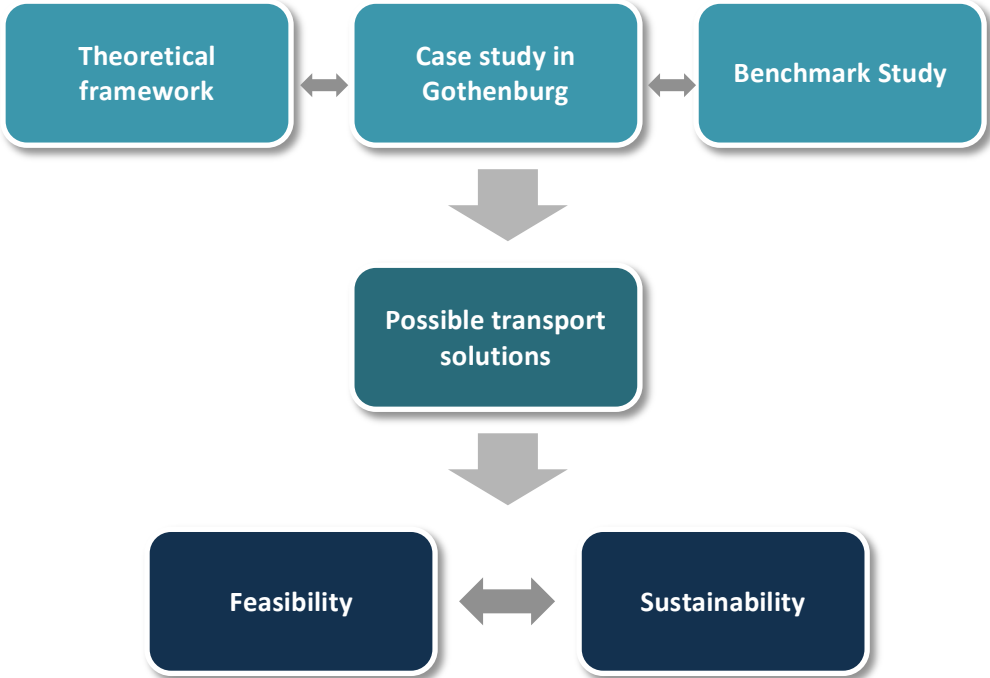 Theoretical
framework
Case study in
Gothenburg
Benchmark Study
Possible transport
solutions
Feasibility
Sustainability